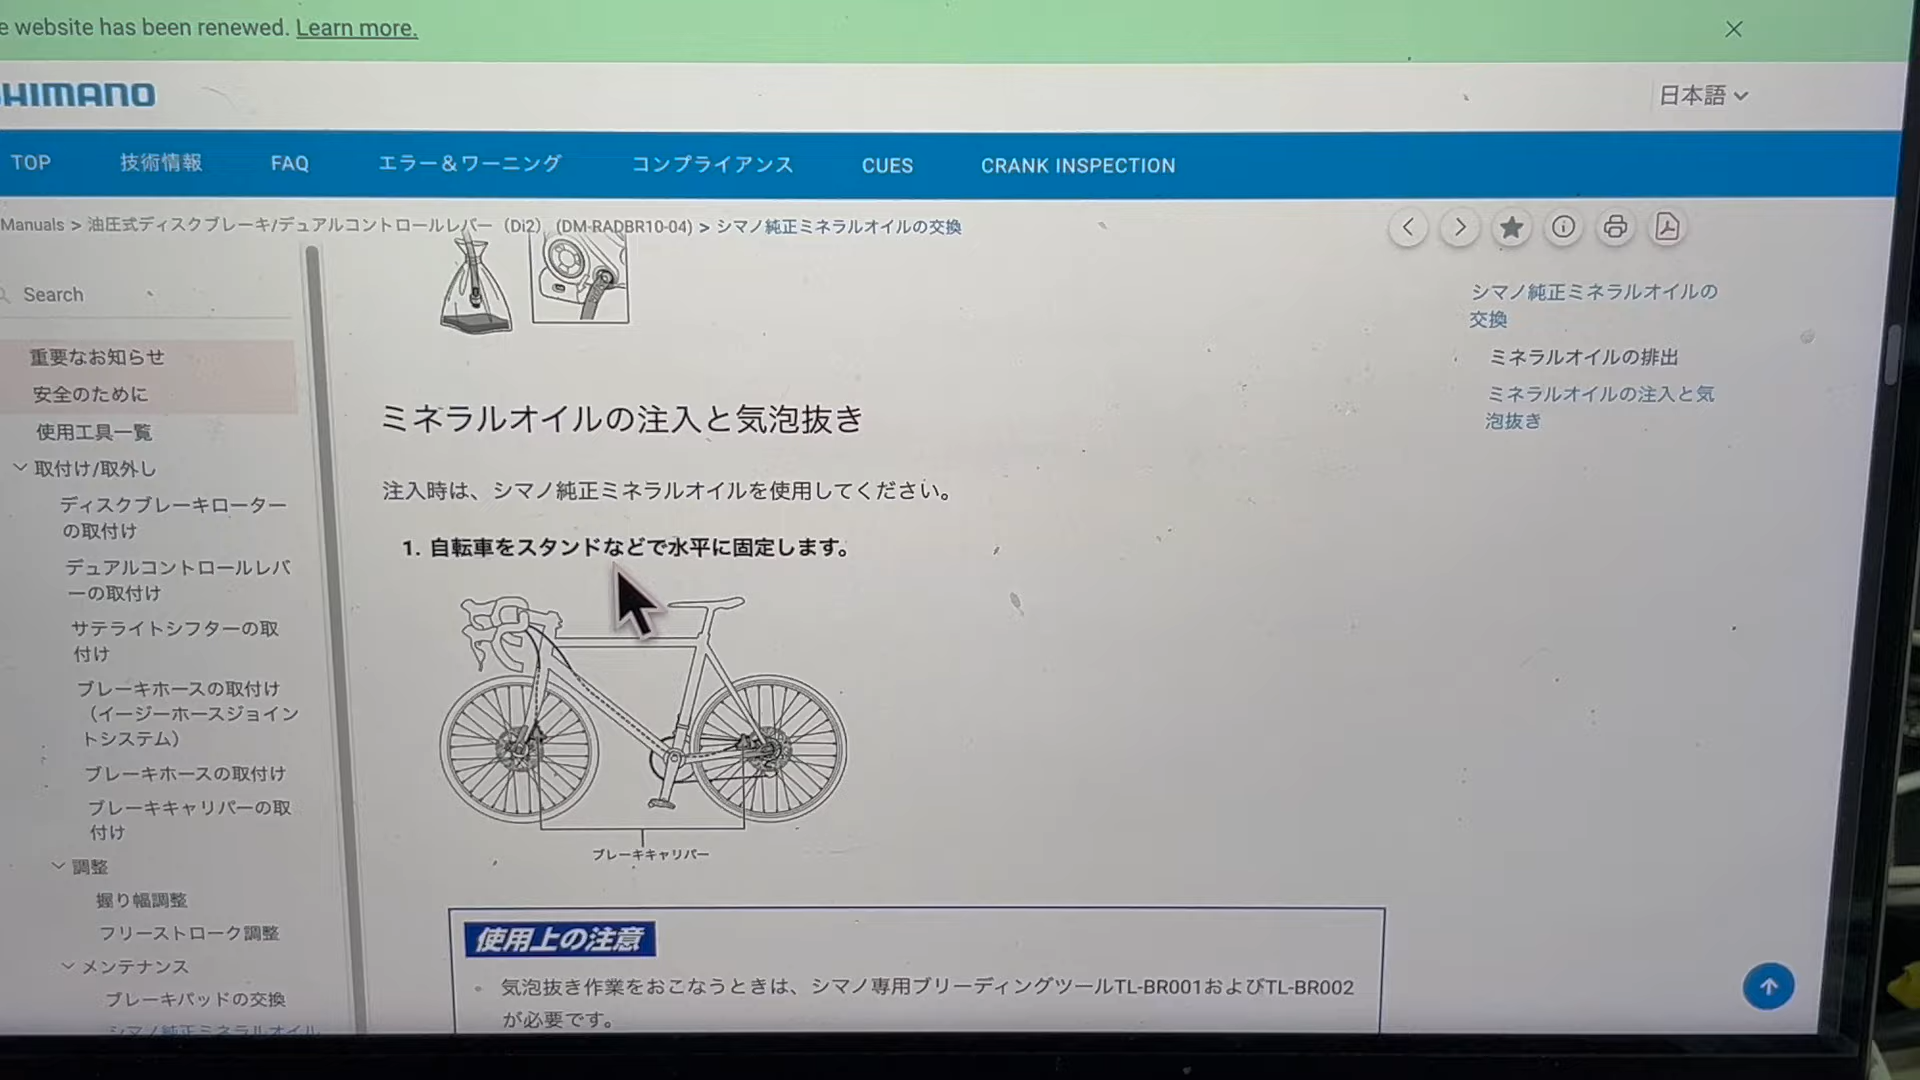 website has been renewed. Learn more.
SHIMANO
日本語
TOP 技術情報 FAQ エラー＆ワーニング コンプライアンス CUES CRANK INSPECTION
Manuals > 油圧式ディスクブレーキ/デュアルコントロールレバー（Di2）(DM-RADBR10-04) > シマノ純正ミネラルオイルの交換
Search
重要なお知らせ
安全のために
使用工具一覧
取付け/取外し
ディスクブレーキローター
の取付け
デュアルコントロールレバ
ーの取付け
サテライトシフターの取
付け
ブレーキホースの取付け
（イージーホースジョイン
トシステム）
ブレーキホースの取付け
ブレーキキャリパーの取
付け
調整
握り幅調整
フリーストローク調整
メンテナンス
ブレーキパッドの交換
シマノ純正ミネラルオイル
ミネラルオイルの注入と気泡抜き
注入時は、シマノ純正ミネラルオイルを使用してください。
1. 自転車をスタンドなどで水平に固定します。
ブレーキキャリパー
使用上の注意
気泡抜き作業をおこなうときは、シマノ専用ブリーディングツールTL-BR001およびTL-BR002
が必要です。
シマノ純正ミネラルオイルの
交換
ミネラルオイルの排出
ミネラルオイルの注入と気
泡抜き